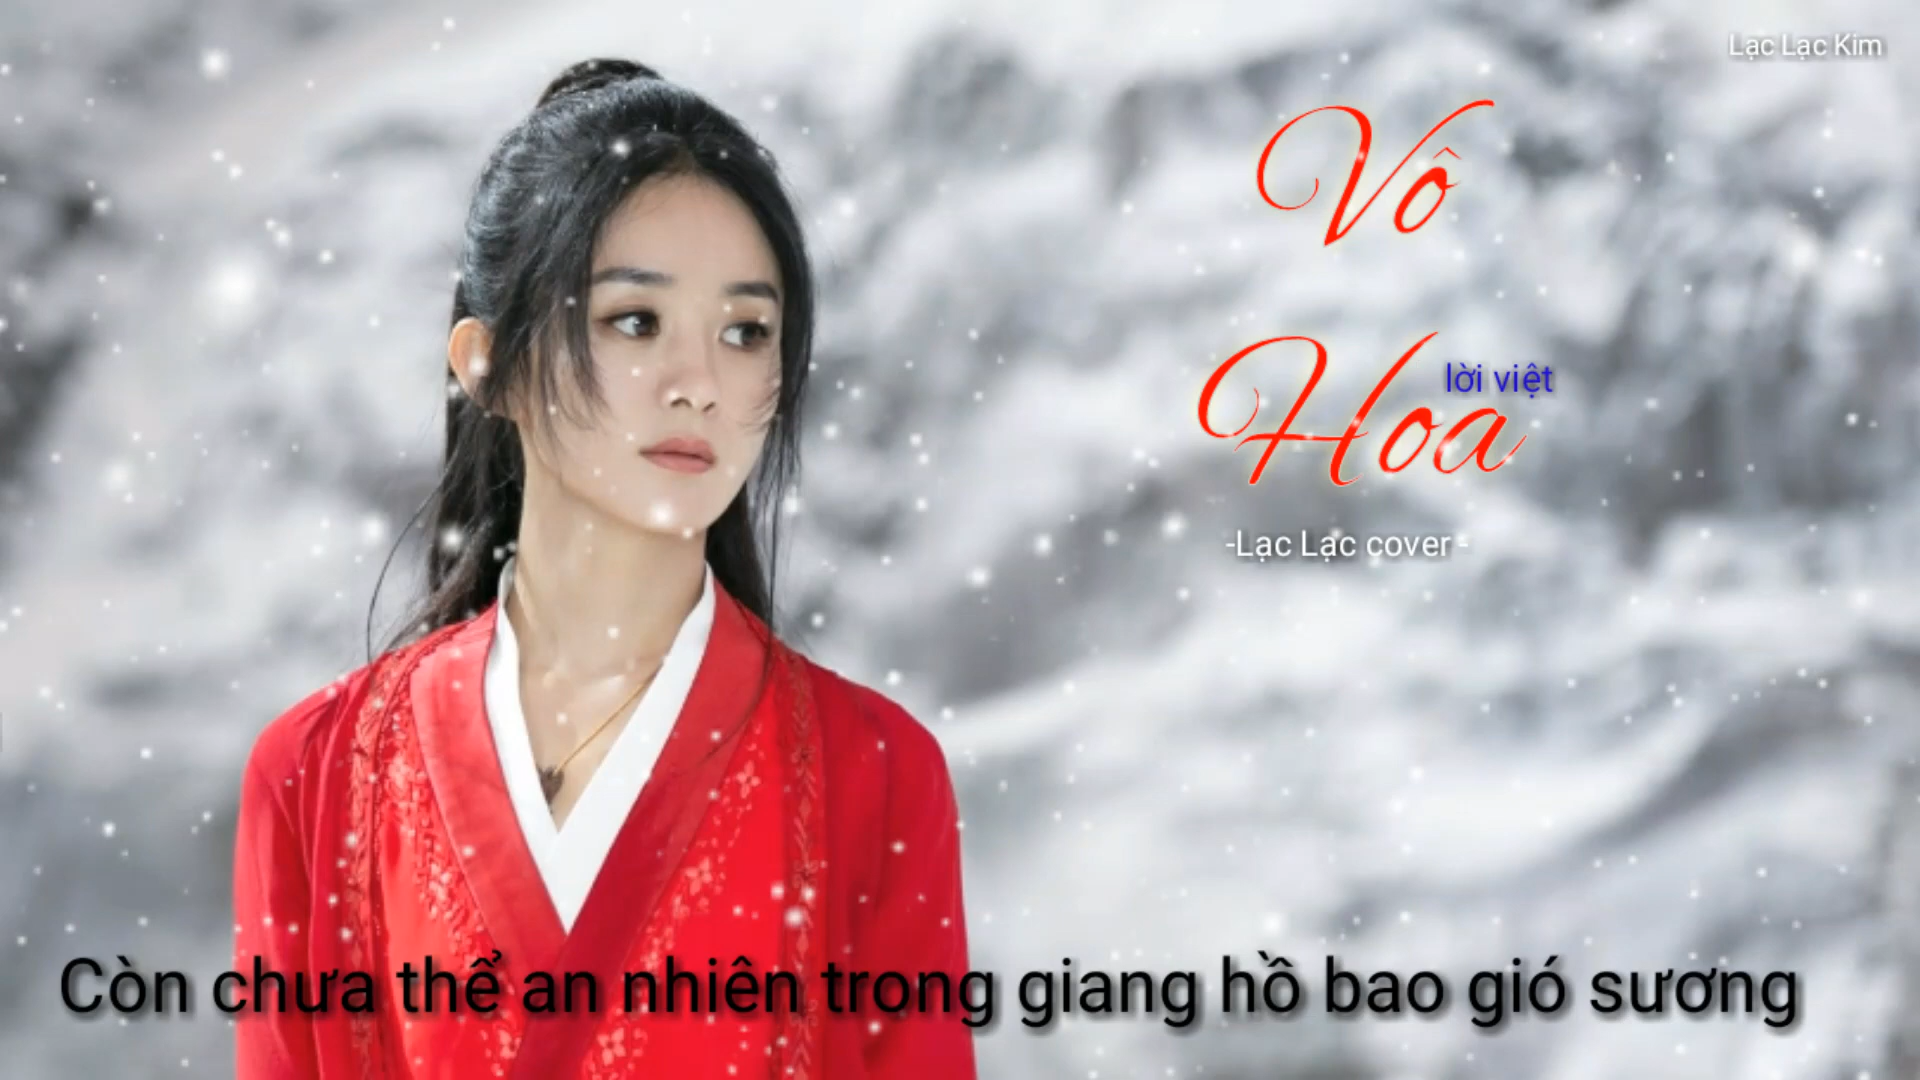 Lạc Lạc Kim
Vô
Hoa
lời việt
-Lạc Lạc cover -
Còn chưa thể an nhiên trong giang hồ bao gió sương